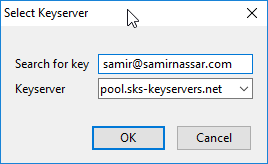 Select Keyserver
Search for key samir@samirnassar.com
Keyserver pool.sks-keyservers.net
OK Cancel